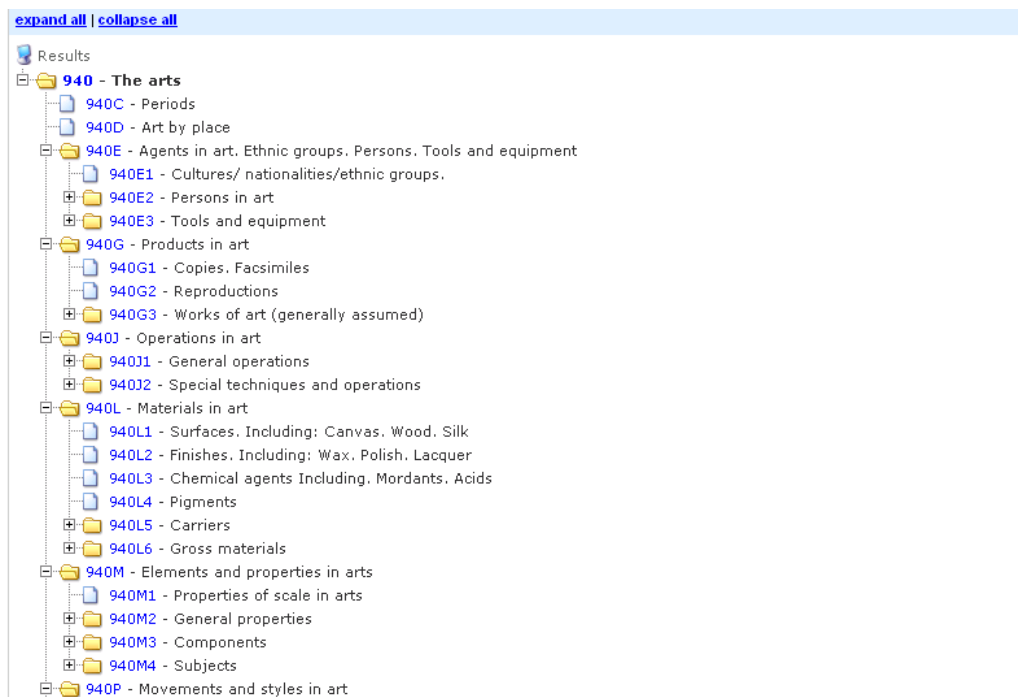 expand all | collapse all
Results
940 - The arts
940C - Periods
940D - Art by place
940E - Agents in art. Ethnic groups. Persons. Tools and equipment
940E1 - Cultures/ nationalities/ethnic groups.
940E2 - Persons in art
940E3 - Tools and equipment
940G - Products in art
940G1 - Copies. Facsimiles
940G2 - Reproductions
940G3 - Works of art (generally assumed)
940J - Operations in art
940J1 - General operations
940J2 - Special techniques and operations
940L - Materials in art
940L1 - Surfaces. Including: Canvas. Wood. Silk
940L2 - Finishes. Including: Wax. Polish. Lacquer
940L3 - Chemical agents Including. Mordants. Acids
940L4 - Pigments
940L5 - Carriers
940L6 - Gross materials
940M - Elements and properties in arts
940M1 - Properties of scale in arts
940M2 - General properties
940M3 - Components
940M4 - Subjects
940P - Movements and styles in art